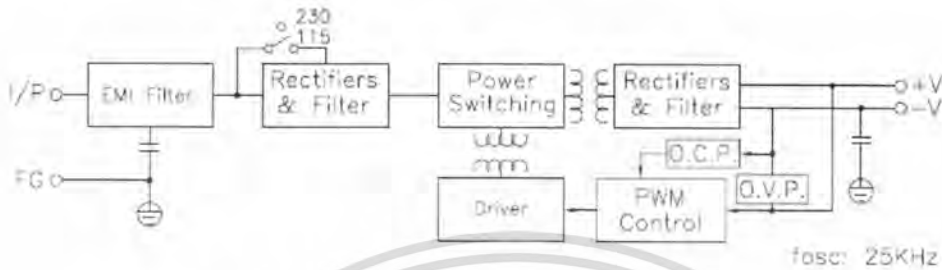 230
115
I/P
EMI Filter
Rectifiers
& Filter
Power
Switching
Rectifiers
& Filter
+V
-V
FG
O.C.P.
O.V.P.
Driver
PWM
Control
fosc: 25KHz